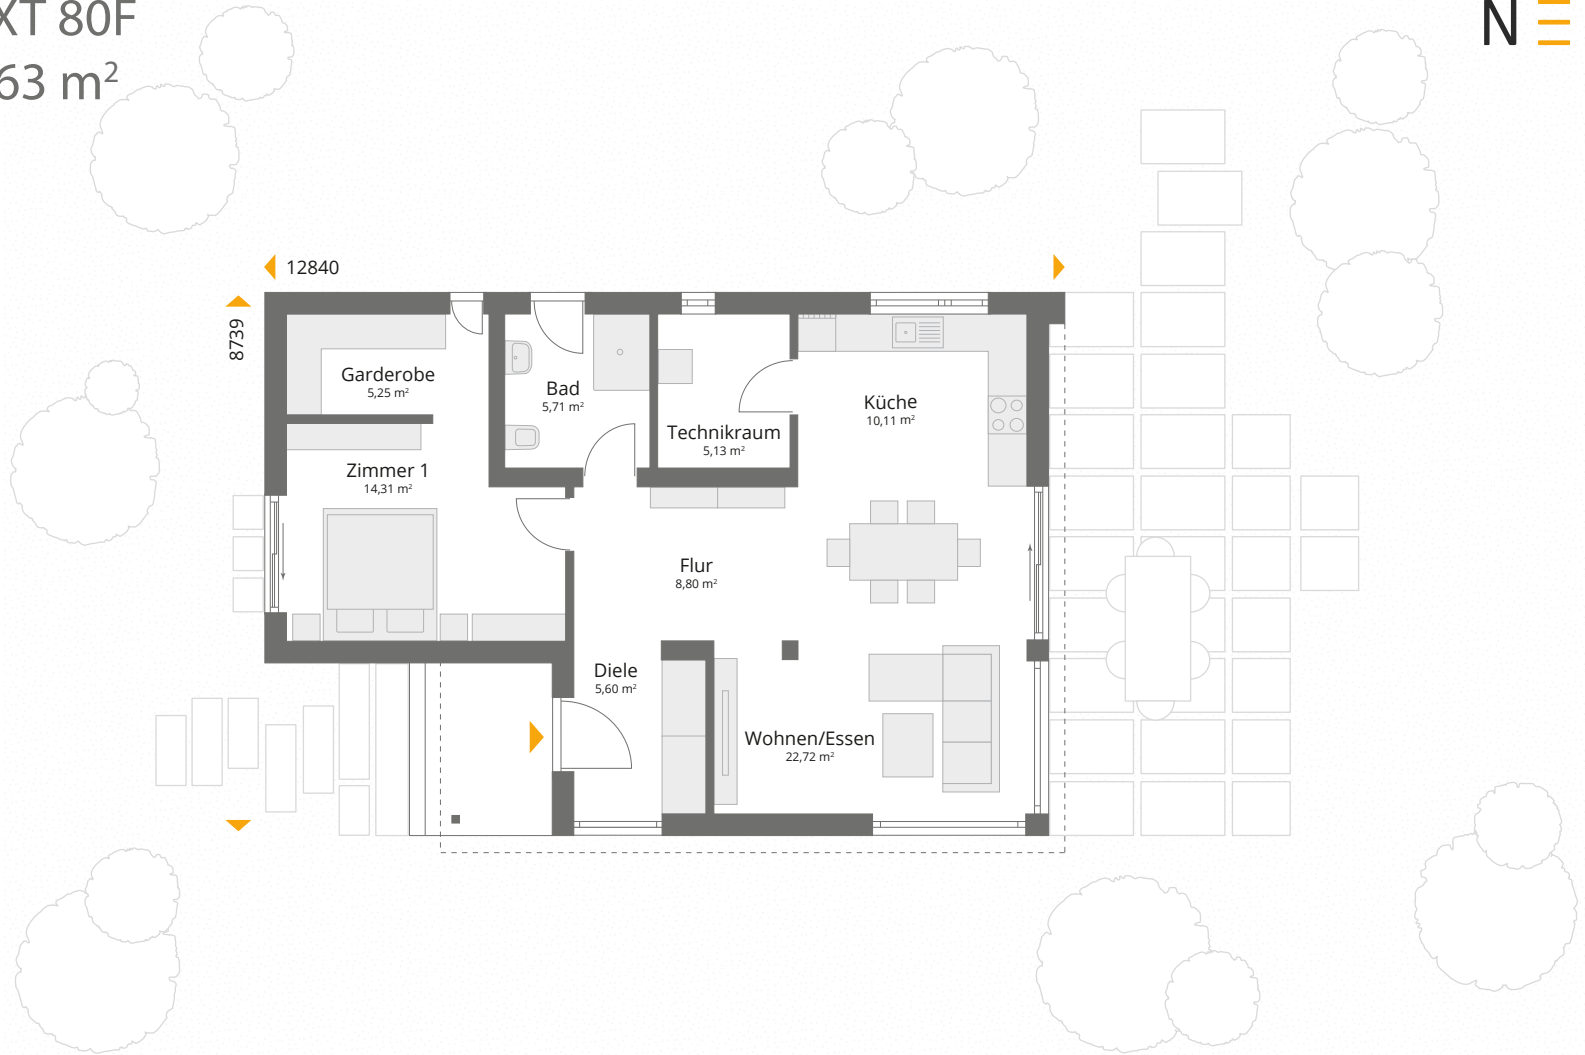 XT 80F
63 m²
N
12840
8739
Garderobe
5,25 m²
Bad
5,71 m²
Technikraum
5,13 m²
Küche
10,11 m²
Zimmer 1
14,31 m²
Flur
8,80 m²
Diele
5,60 m²
Wohnen/Essen
22,72 m²